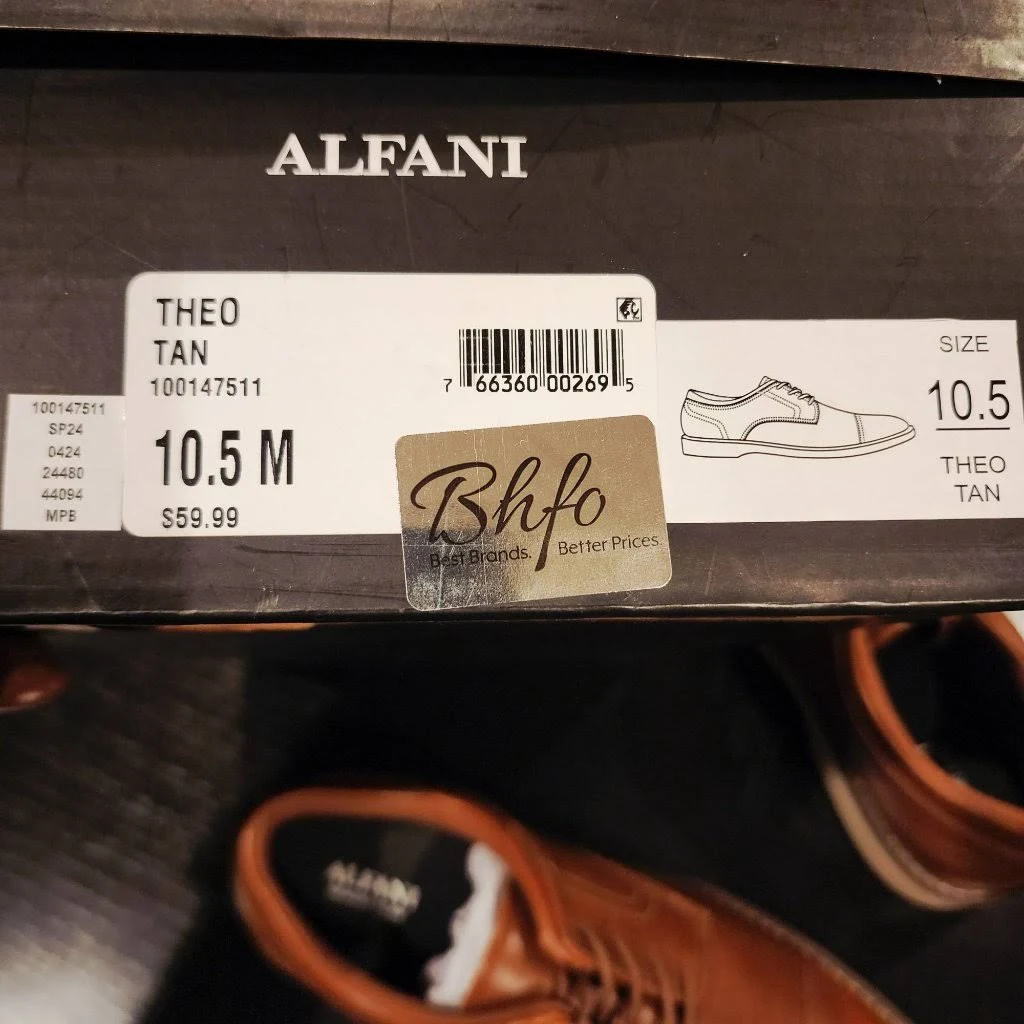 ALFANI
THEO
TAN
100147511
10.5 M
$59.99
7 66360 00269 5
100147511
SP24
0424
24480
44094
MPB
Bhfo
Best Brands. Better Prices
SIZE
10.5
THEO
TAN
ALFANI